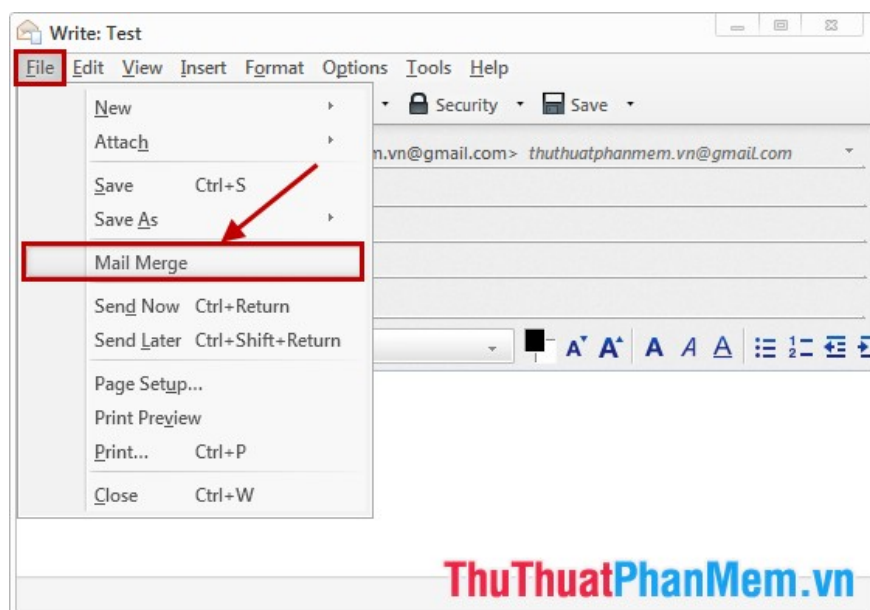 Write: Test
File Edit View Insert Format Options Tools Help
Security Save
New
Attach
m.vn@gmail.com> thuthuatphanmem.vn@gmail.com
Save Ctrl+S
Save As
Mail Merge
Send Now Ctrl+Return
Send Later Ctrl+Shift+Return
A A A A A
Page Setup...
Print Preview
Print... Ctrl+P
Close Ctrl+W
ThuThuatPhanMem.vn